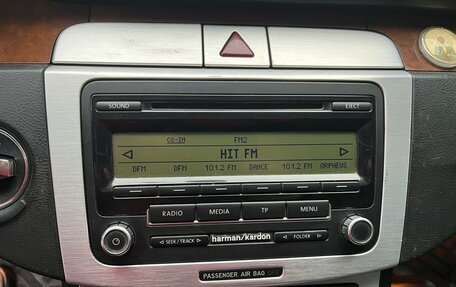 SOUND EJECT
CD-IN FM2
HIT FM
DFM DFM 101.2 FM DANCE 101.2 FM ORPHEUS
RADIO MEDIA TP MENU
SEEK / TRACK harman/kardon FOLDER
PASSENGER AIR BAG OFF